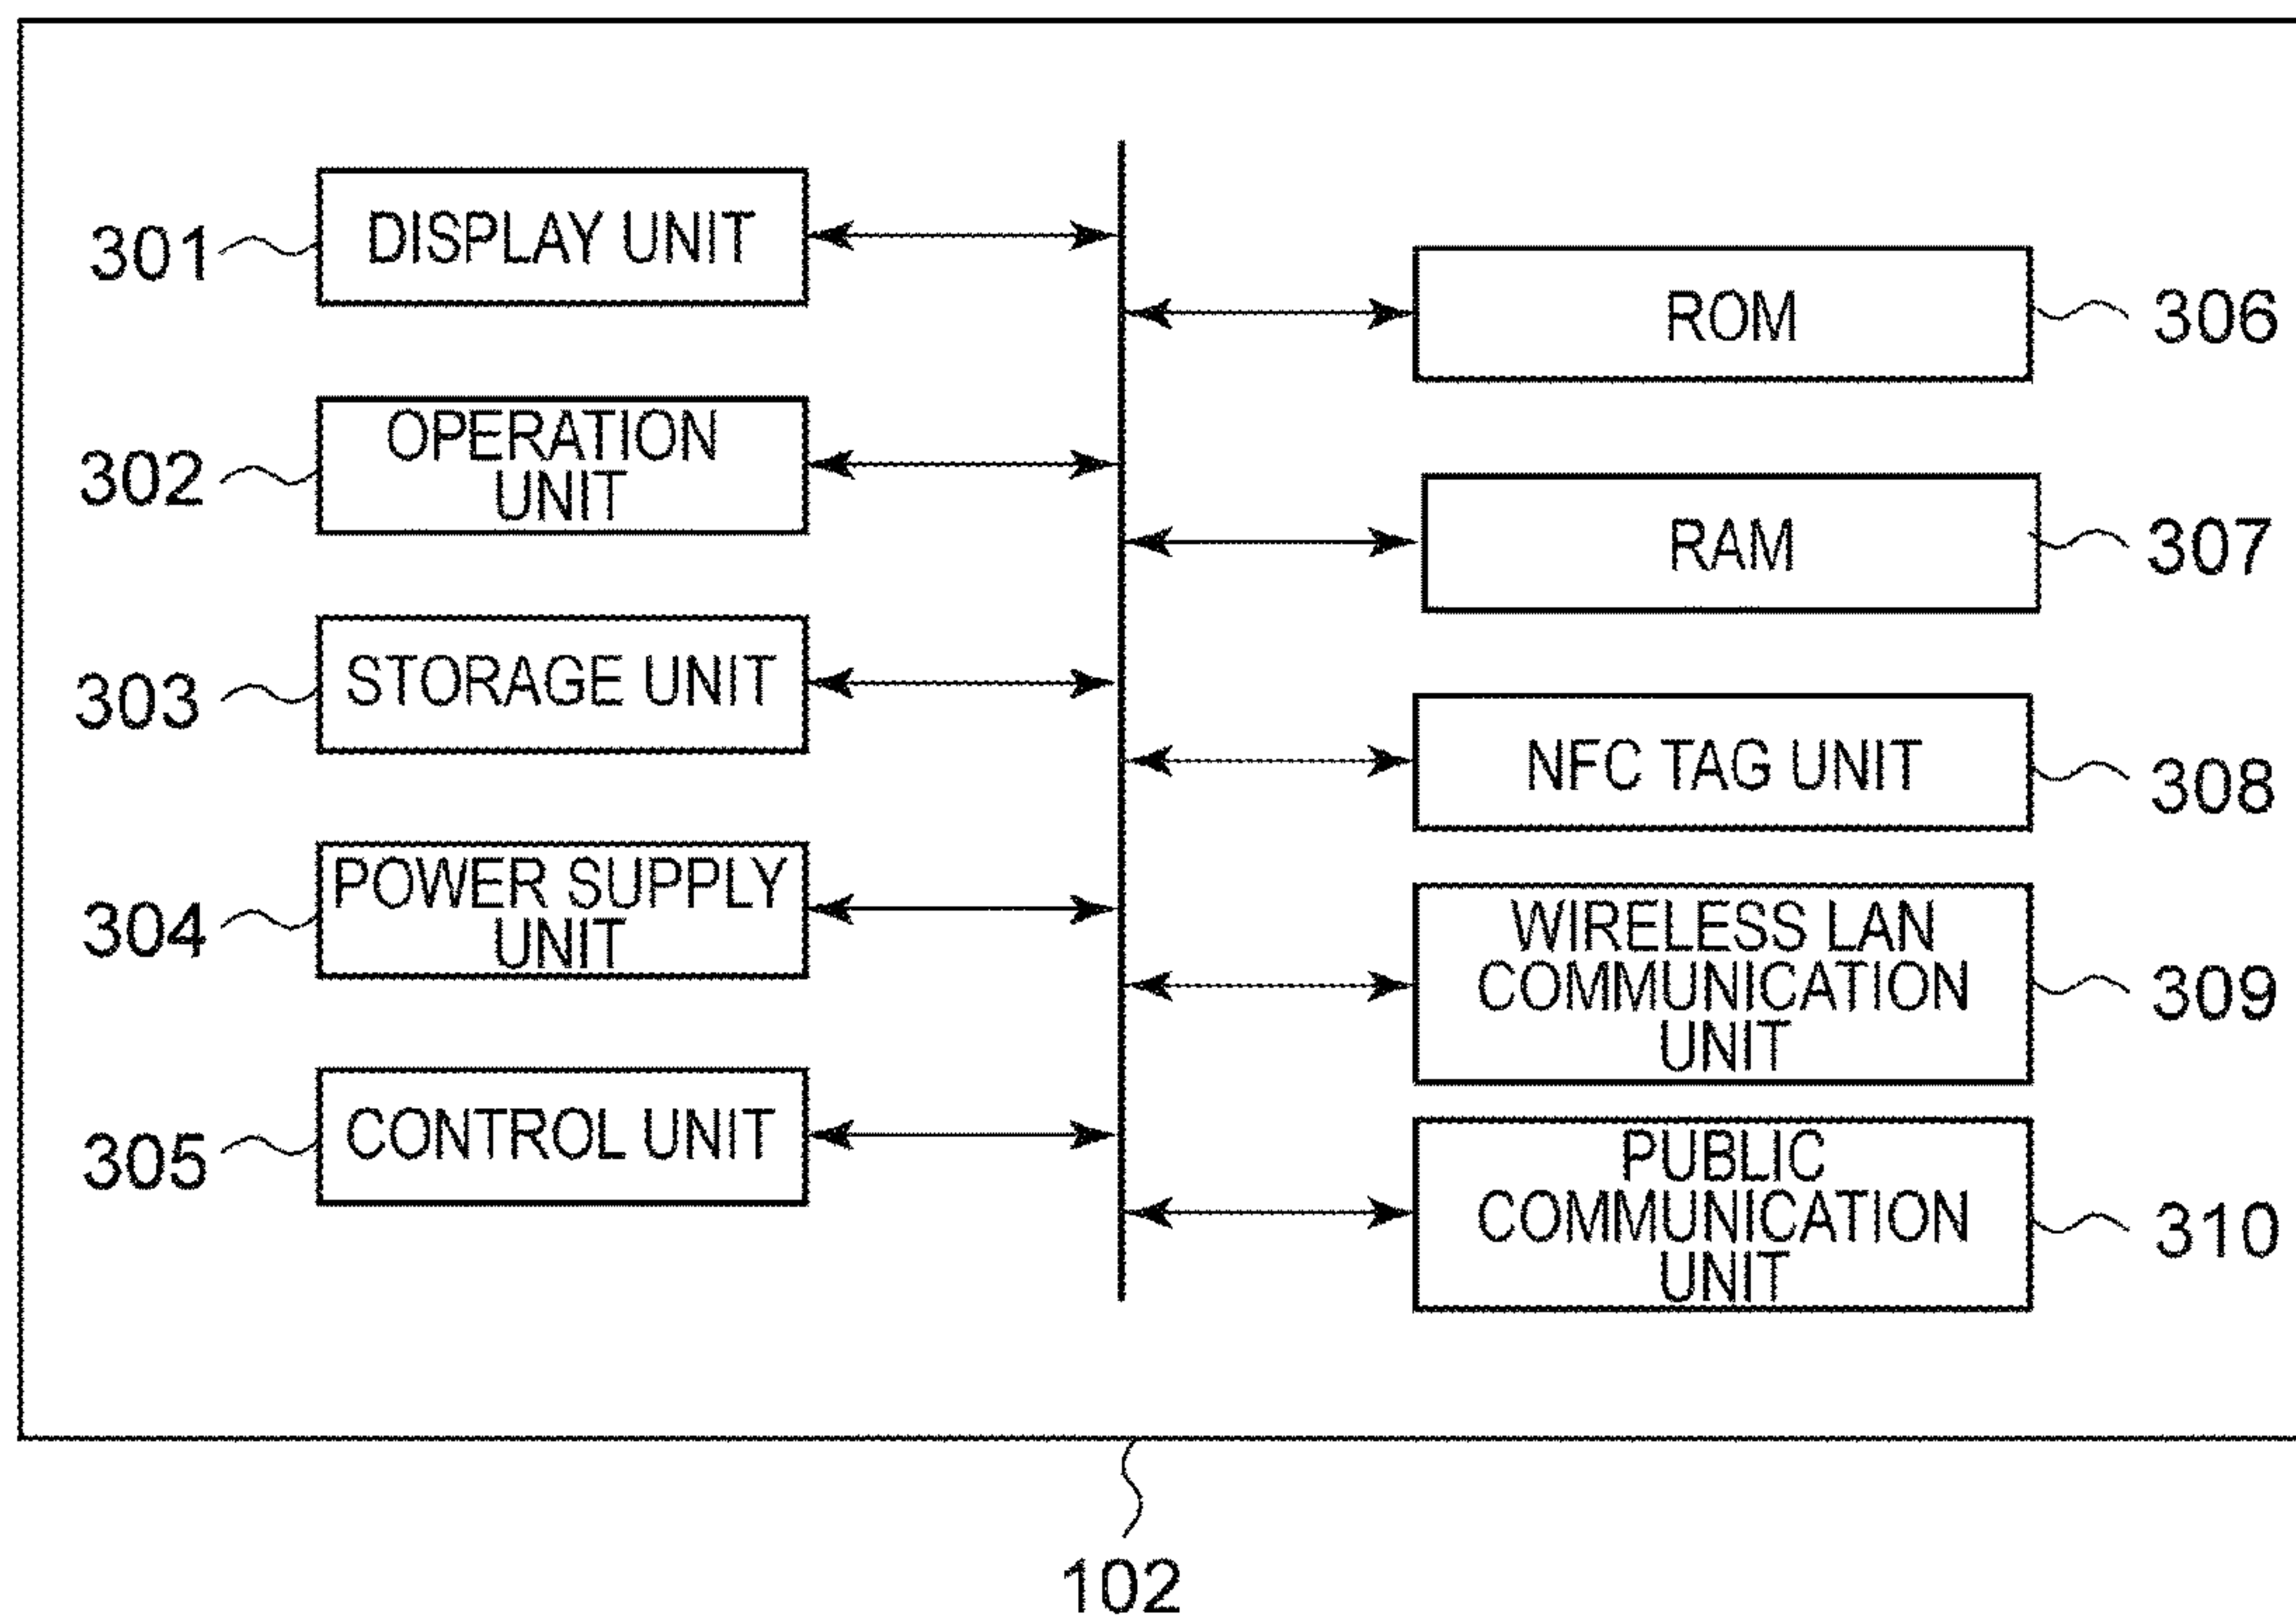 301
DISPLAY UNIT
302
OPERATION
UNIT
303
STORAGE UNIT
304
POWER SUPPLY
UNIT
305
CONTROL UNIT
ROM
306
RAM
307
NFC TAG UNIT
308
WIRELESS LAN
COMMUNICATION
UNIT
309
PUBLIC
COMMUNICATION
UNIT
310
102